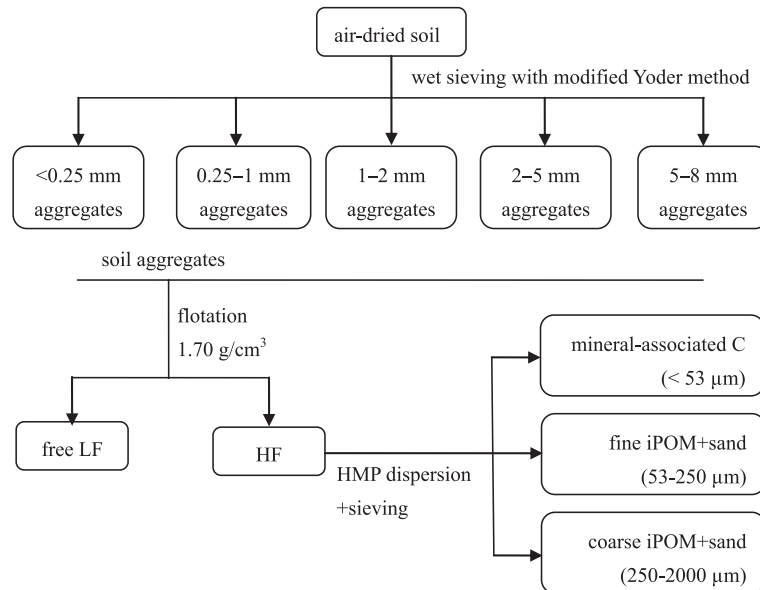 air-dried soil
wet sieving with modified Yoder method
<0.25 mm
aggregates
0.25–1 mm
aggregates
1–2 mm
aggregates
2–5 mm
aggregates
5–8 mm
aggregates
soil aggregates
flotation
1.70 g/cm³
free LF
HF
HMP dispersion
+sieving
mineral-associated C
(< 53 μm)
fine iPOM+sand
(53-250 μm)
coarse iPOM+sand
(250-2000 μm)